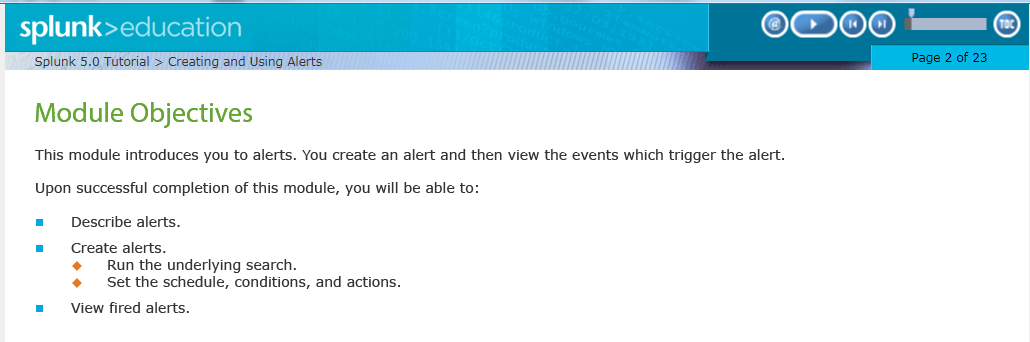 splunk>education
@
TOC
Splunk 5.0 Tutorial > Creating and Using Alerts
Page 2 of 23
Module Objectives
This module introduces you to alerts. You create an alert and then view the events which trigger the alert.
Upon successful completion of this module, you will be able to:
Describe alerts.
Create alerts.
Run the underlying search.
Set the schedule, conditions, and actions.
View fired alerts.